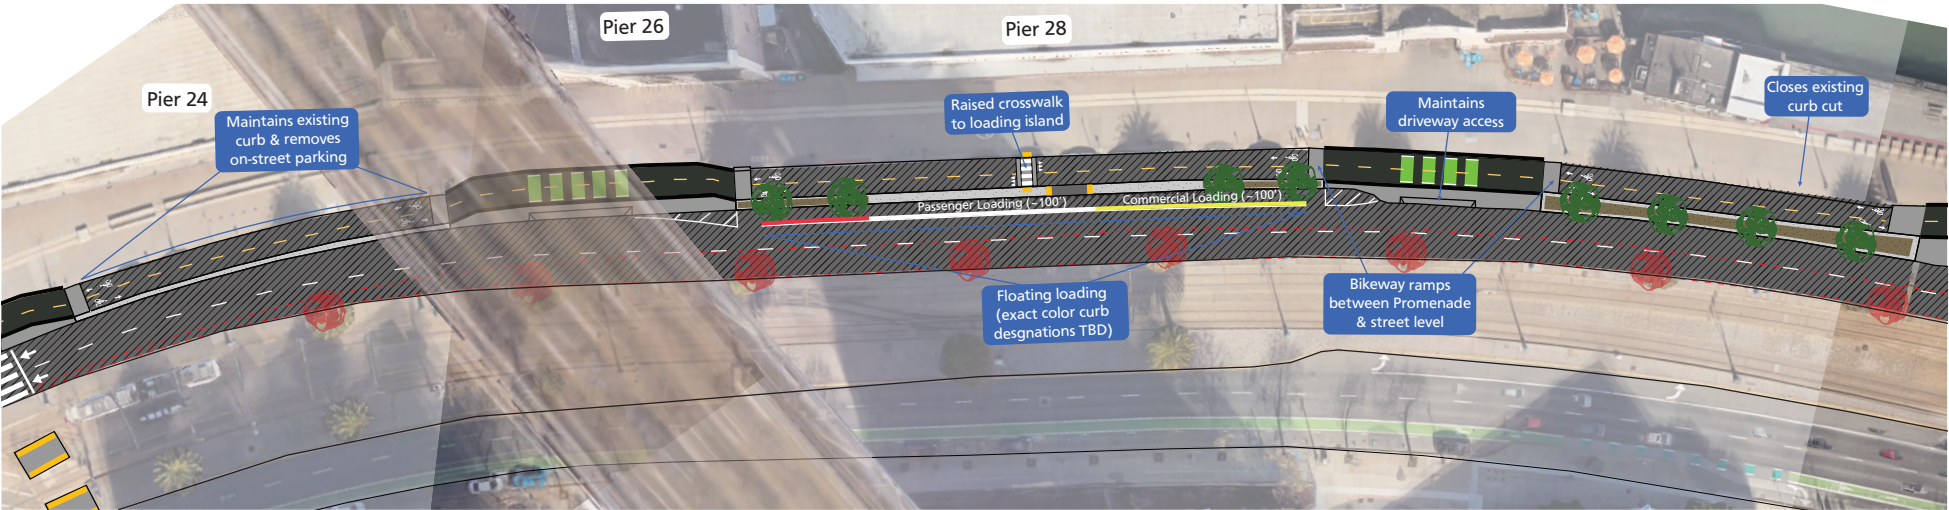 Pier 24
Pier 26
Pier 28
Maintains existing
curb & removes
on-street parking
Raised crosswalk
to loading island
Maintains
driveway access
Closes existing
curb cut
Passenger Loading (~100')
Commercial Loading (~100')
Floating loading
(exact color curb
desgnations TBD)
Bikeway ramps
between Promenade
& street level